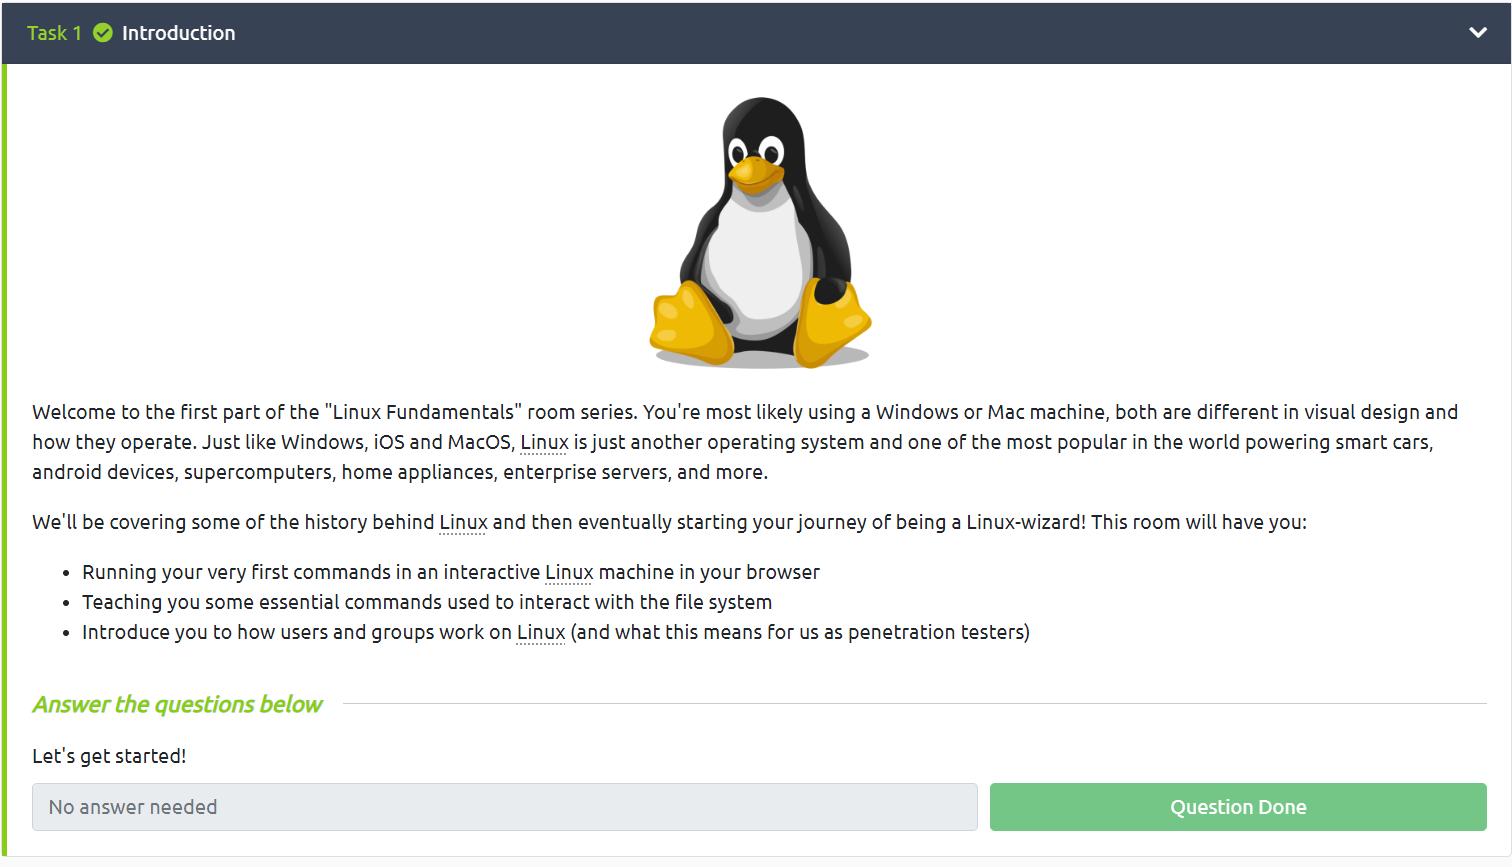 Task 1 Introduction
Welcome to the first part of the "Linux Fundamentals" room series. You're most likely using a Windows or Mac machine, both are different in visual design and
how they operate. Just like Windows, iOS and MacOS, Linux is just another operating system and one of the most popular in the world powering smart cars,
android devices, supercomputers, home appliances, enterprise servers, and more.
We'll be covering some of the history behind Linux and then eventually starting your journey of being a Linux-wizard! This room will have you:
• Running your very first commands in an interactive Linux machine in your browser
• Teaching you some essential commands used to interact with the file system
• Introduce you to how users and groups work on Linux (and what this means for us as penetration testers)
Answer the questions below
Let's get started!
No answer needed
Question Done